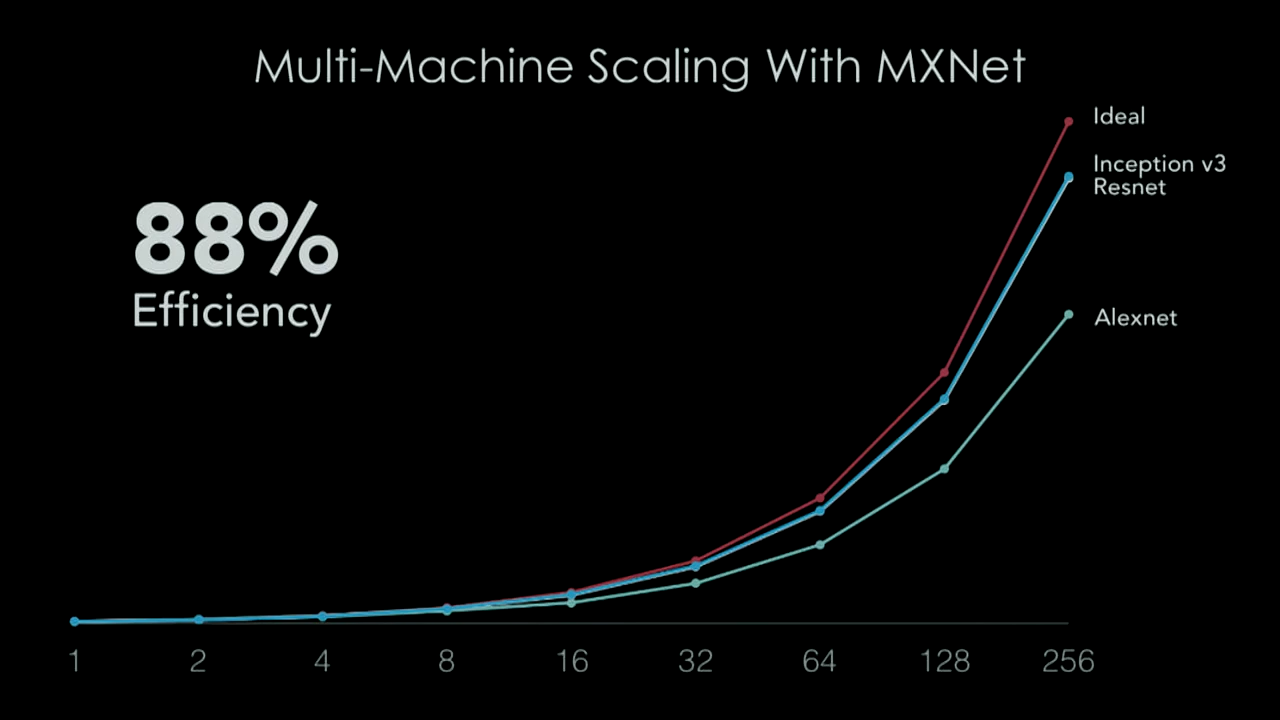 Multi-Machine Scaling With MXNet
Ideal
Inception v3
Resnet
88%
Efficiency
Alexnet
1 2 4 8 16 32 64 128 256